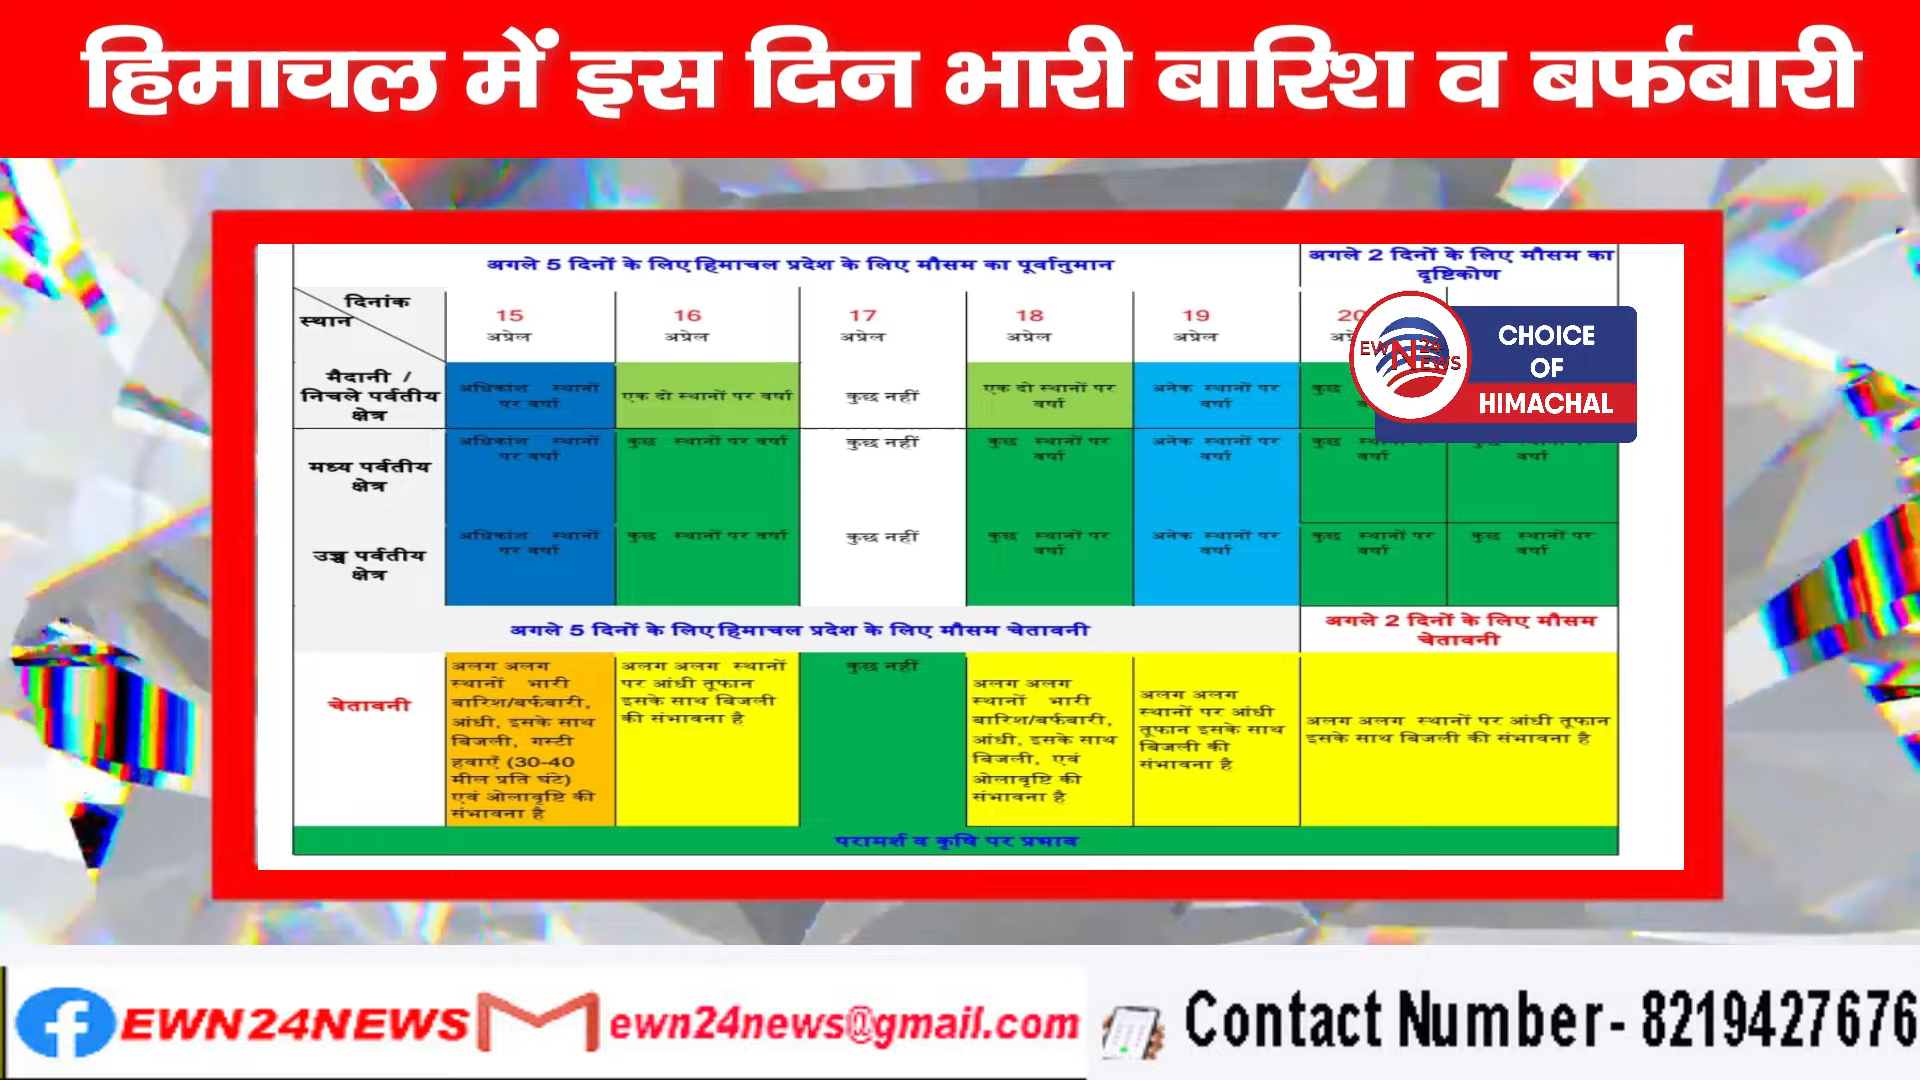 हिमाचल में इस दिन भारी बारिश व बर्फबारी
अगले 5 दिनों के लिए हिमाचल प्रदेश के लिए मौसम का पूर्वानुमान
अगले 2 दिनों के लिए मौसम का
दृष्टिकोण
दिनांक
स्थान
15
अप्रेल
16
अप्रेल
17
अप्रेल
18
अप्रेल
19
अप्रेल
20
EWN24
NEWS
CHOICE
OF
HIMACHAL
मैदानी /
निचले पर्वतीय
क्षेत्र
अधिकांश स्थानों
पर वर्षा
एक दो स्थानों पर वर्षा
कुछ नहीं
एक दो स्थानों पर
वर्षा
अनेक स्थानों पर
वर्षा
कुछ
मध्य पर्वतीय
क्षेत्र
अधिकांश स्थानों
पर वर्षा
कुछ स्थानों पर वर्षा
कुछ नहीं
कुछ स्थानों पर
वर्षा
अनेक स्थानों पर
वर्षा
कुछ स्थानों पर
वर्षा
कुछ स्थानों पर
वर्षा
उच्च पर्वतीय
क्षेत्र
अधिकांश स्थानों
पर वर्षा
कुछ स्थानों पर वर्षा
कुछ नहीं
कुछ स्थानों पर
वर्षा
अनेक स्थानों पर
वर्षा
कुछ स्थानों पर
वर्षा
कुछ स्थानों पर
वर्षा
अगले 5 दिनों के लिए हिमाचल प्रदेश के लिए मौसम चेतावनी
अगले 2 दिनों के लिए मौसम
चेतावनी
चेतावनी
अलग अलग
स्थानों भारी
बारिश/बर्फबारी,
आंधी, इसके साथ
बिजली, गस्टी
हवाएँ (30-40
मील प्रति घंटे)
एवं ओलावृष्टि की
संभावना है
अलग अलग स्थानों
पर आंधी तूफान
इसके साथ बिजली
की संभावना है
कुछ नहीं
अलग अलग
स्थानों भारी
बारिश/बर्फबारी,
आंधी, इसके साथ
बिजली, एवं
ओलावृष्टि की
संभावना है
अलग अलग
स्थानों पर आंधी
तूफान इसके साथ
बिजली की
संभावना है
अलग अलग स्थानों पर आंधी तूफान
इसके साथ बिजली की संभावना है
परामर्श व कृषि पर प्रभाव
EWN24NEWS
ewn24news@gmail.com
Contact Number- 8219427676